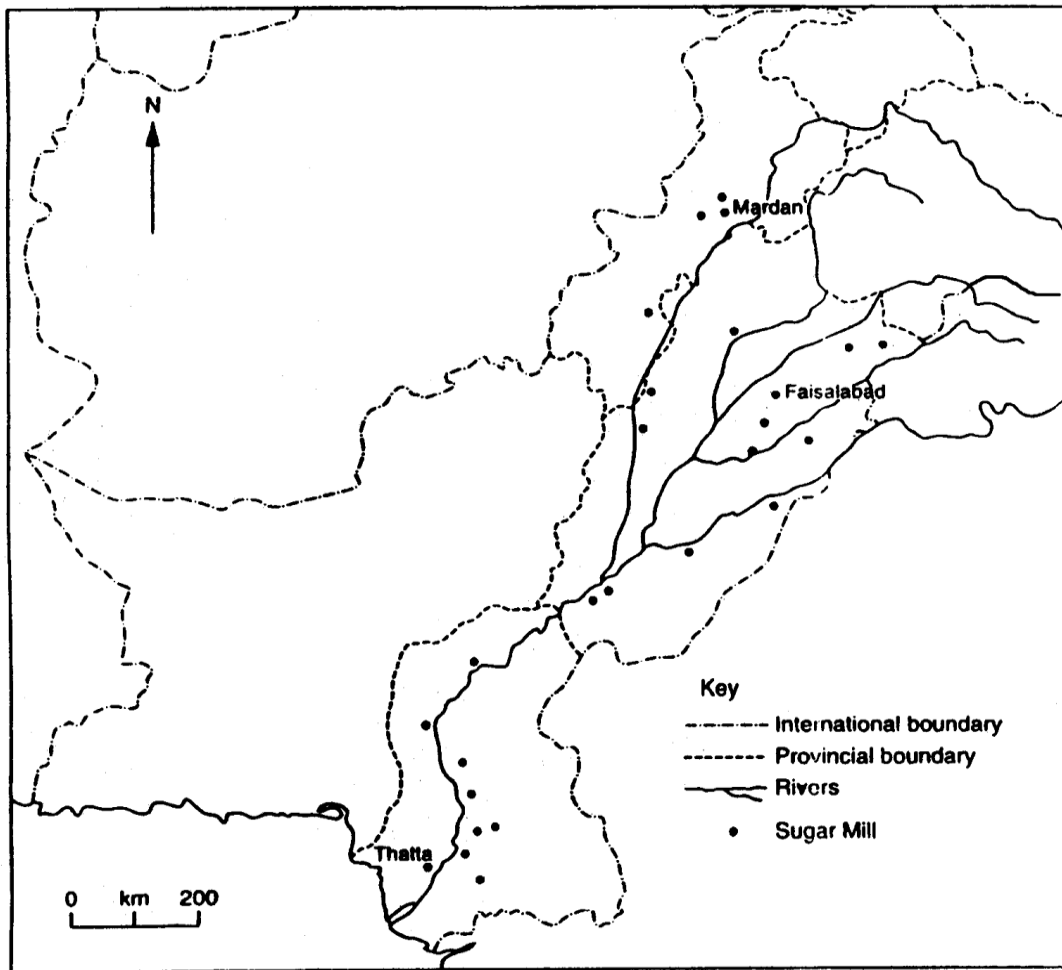 N
Mardan
Faisalabad
Key
International boundary
Provincial boundary
Rivers
Sugar Mill
Thatta
0 km 200